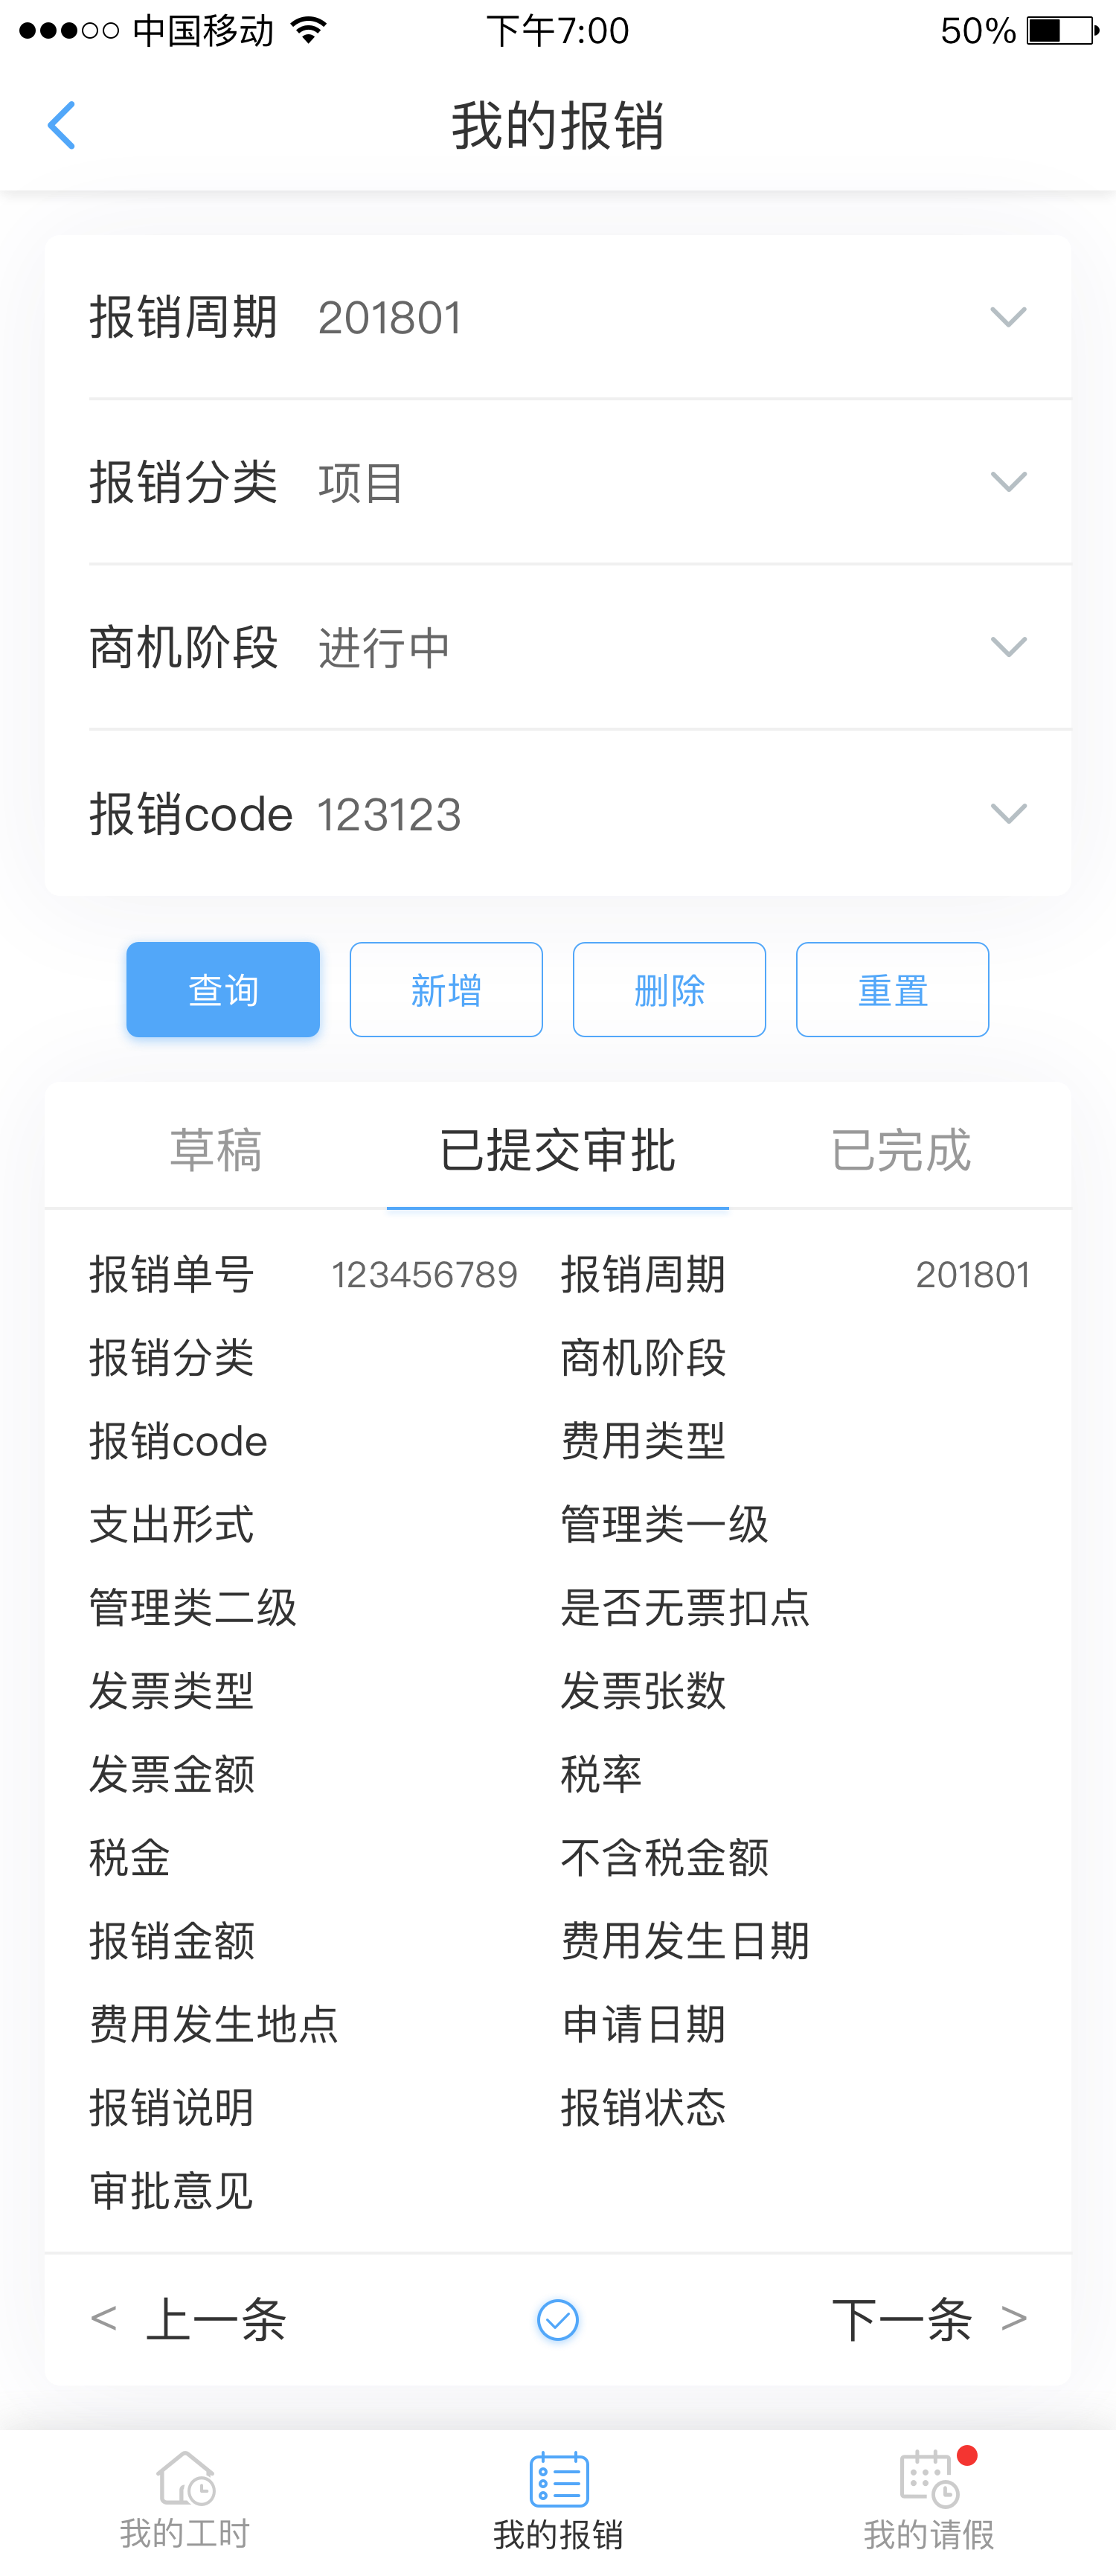 中国移动 下午7:00 50%
我的报销
报销周期 201801
报销分类 项目
商机阶段 进行中
报销code 123123
查询 新增 删除 重置
草稿 已提交审批 已完成
报销单号 123456789 报销周期 201801
报销分类 商机阶段
报销code 费用类型
支出形式 管理类一级
管理类二级 是否无票扣点
发票类型 发票张数
发票金额 税率
税金 不含税金额
报销金额 费用发生日期
费用发生地点 申请日期
报销说明 报销状态
审批意见
< 上一条 下一条 >
我的工时 我的报销 我的请假